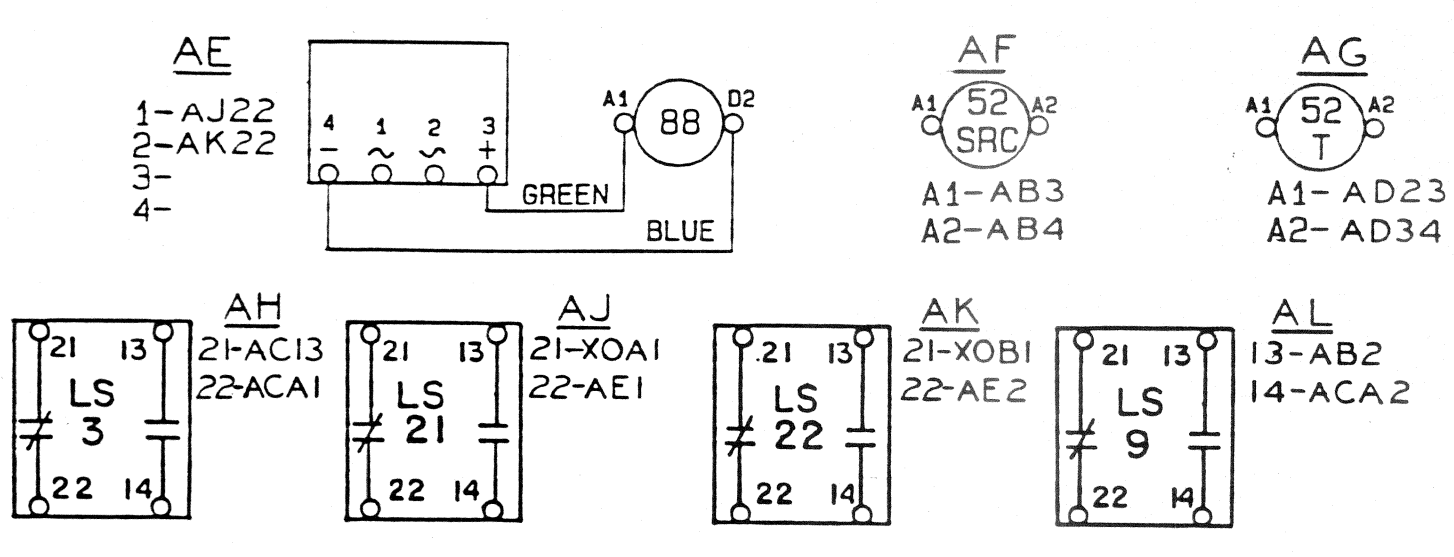 AE
1-AJ22
2-AK22
3-
4-
4 1 2 3
- ~ ~ +
GREEN
BLUE
A1 88 D2
AF
A1 52 A2
SRC
A1-AB3
A2-AB4
AG
A1 52 A2
T
A1-AD23
A2-AD34
AH
21 13
LS
3
22 14
21-AC13
22-ACA1
AJ
21 13
LS
21
22 14
21-XOA1
22-AE1
AK
21 13
LS
22
22 14
21-XOB1
22-AE2
AL
21 13
LS
9
22 14
13-AB2
14-ACA2